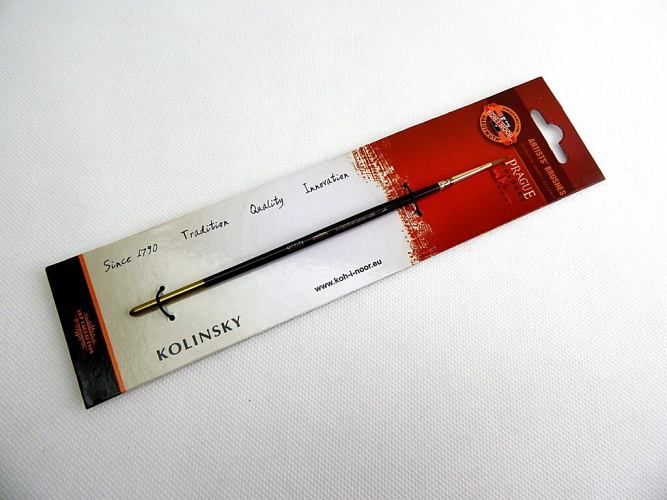 ARTISTS' BRUSHES
PRAGUE
Since 1790 Tradition Quality Innovation
www.koh-i-noor.eu
KOLINSKY